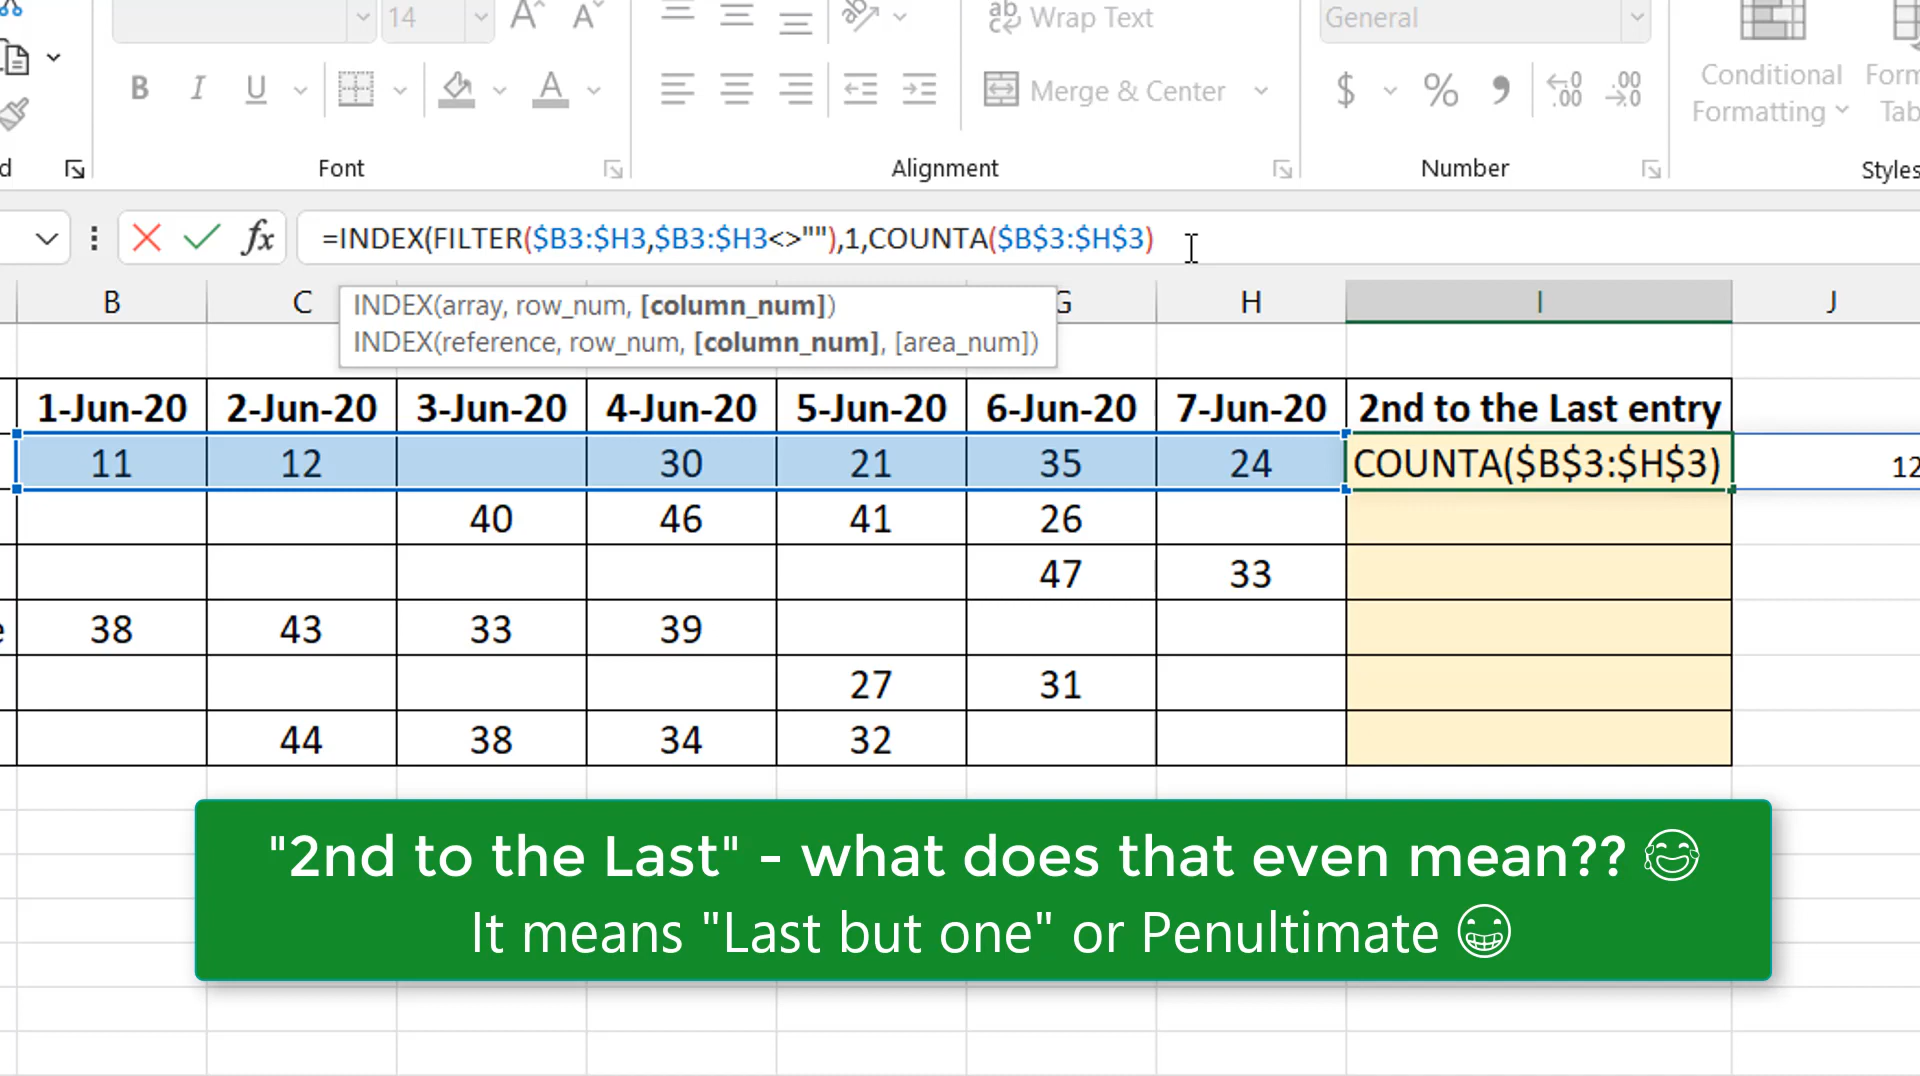 14
Wrap Text
General
B I U
A
$ % , .00 .00
Merge & Center
Conditional
Formatting
d
Font
Alignment
Number
Styles
fx =INDEX(FILTER($B3:$H3,$B3:$H3<>""),1,COUNTA($B$3:$H$3)
INDEX(array, row_num, [column_num])
INDEX(reference, row_num, [column_num], [area_num])
B C G H I J
1-Jun-20 2-Jun-20 3-Jun-20 4-Jun-20 5-Jun-20 6-Jun-20 7-Jun-20 2nd to the Last entry
11 12 30 21 35 24 COUNTA($B$3:$H$3) 12
40 46 41 26
47 33
e 38 43 33 39
27 31
44 38 34 32
"2nd to the Last" - what does that even mean?? 😂
It means "Last but one" or Penultimate 😁